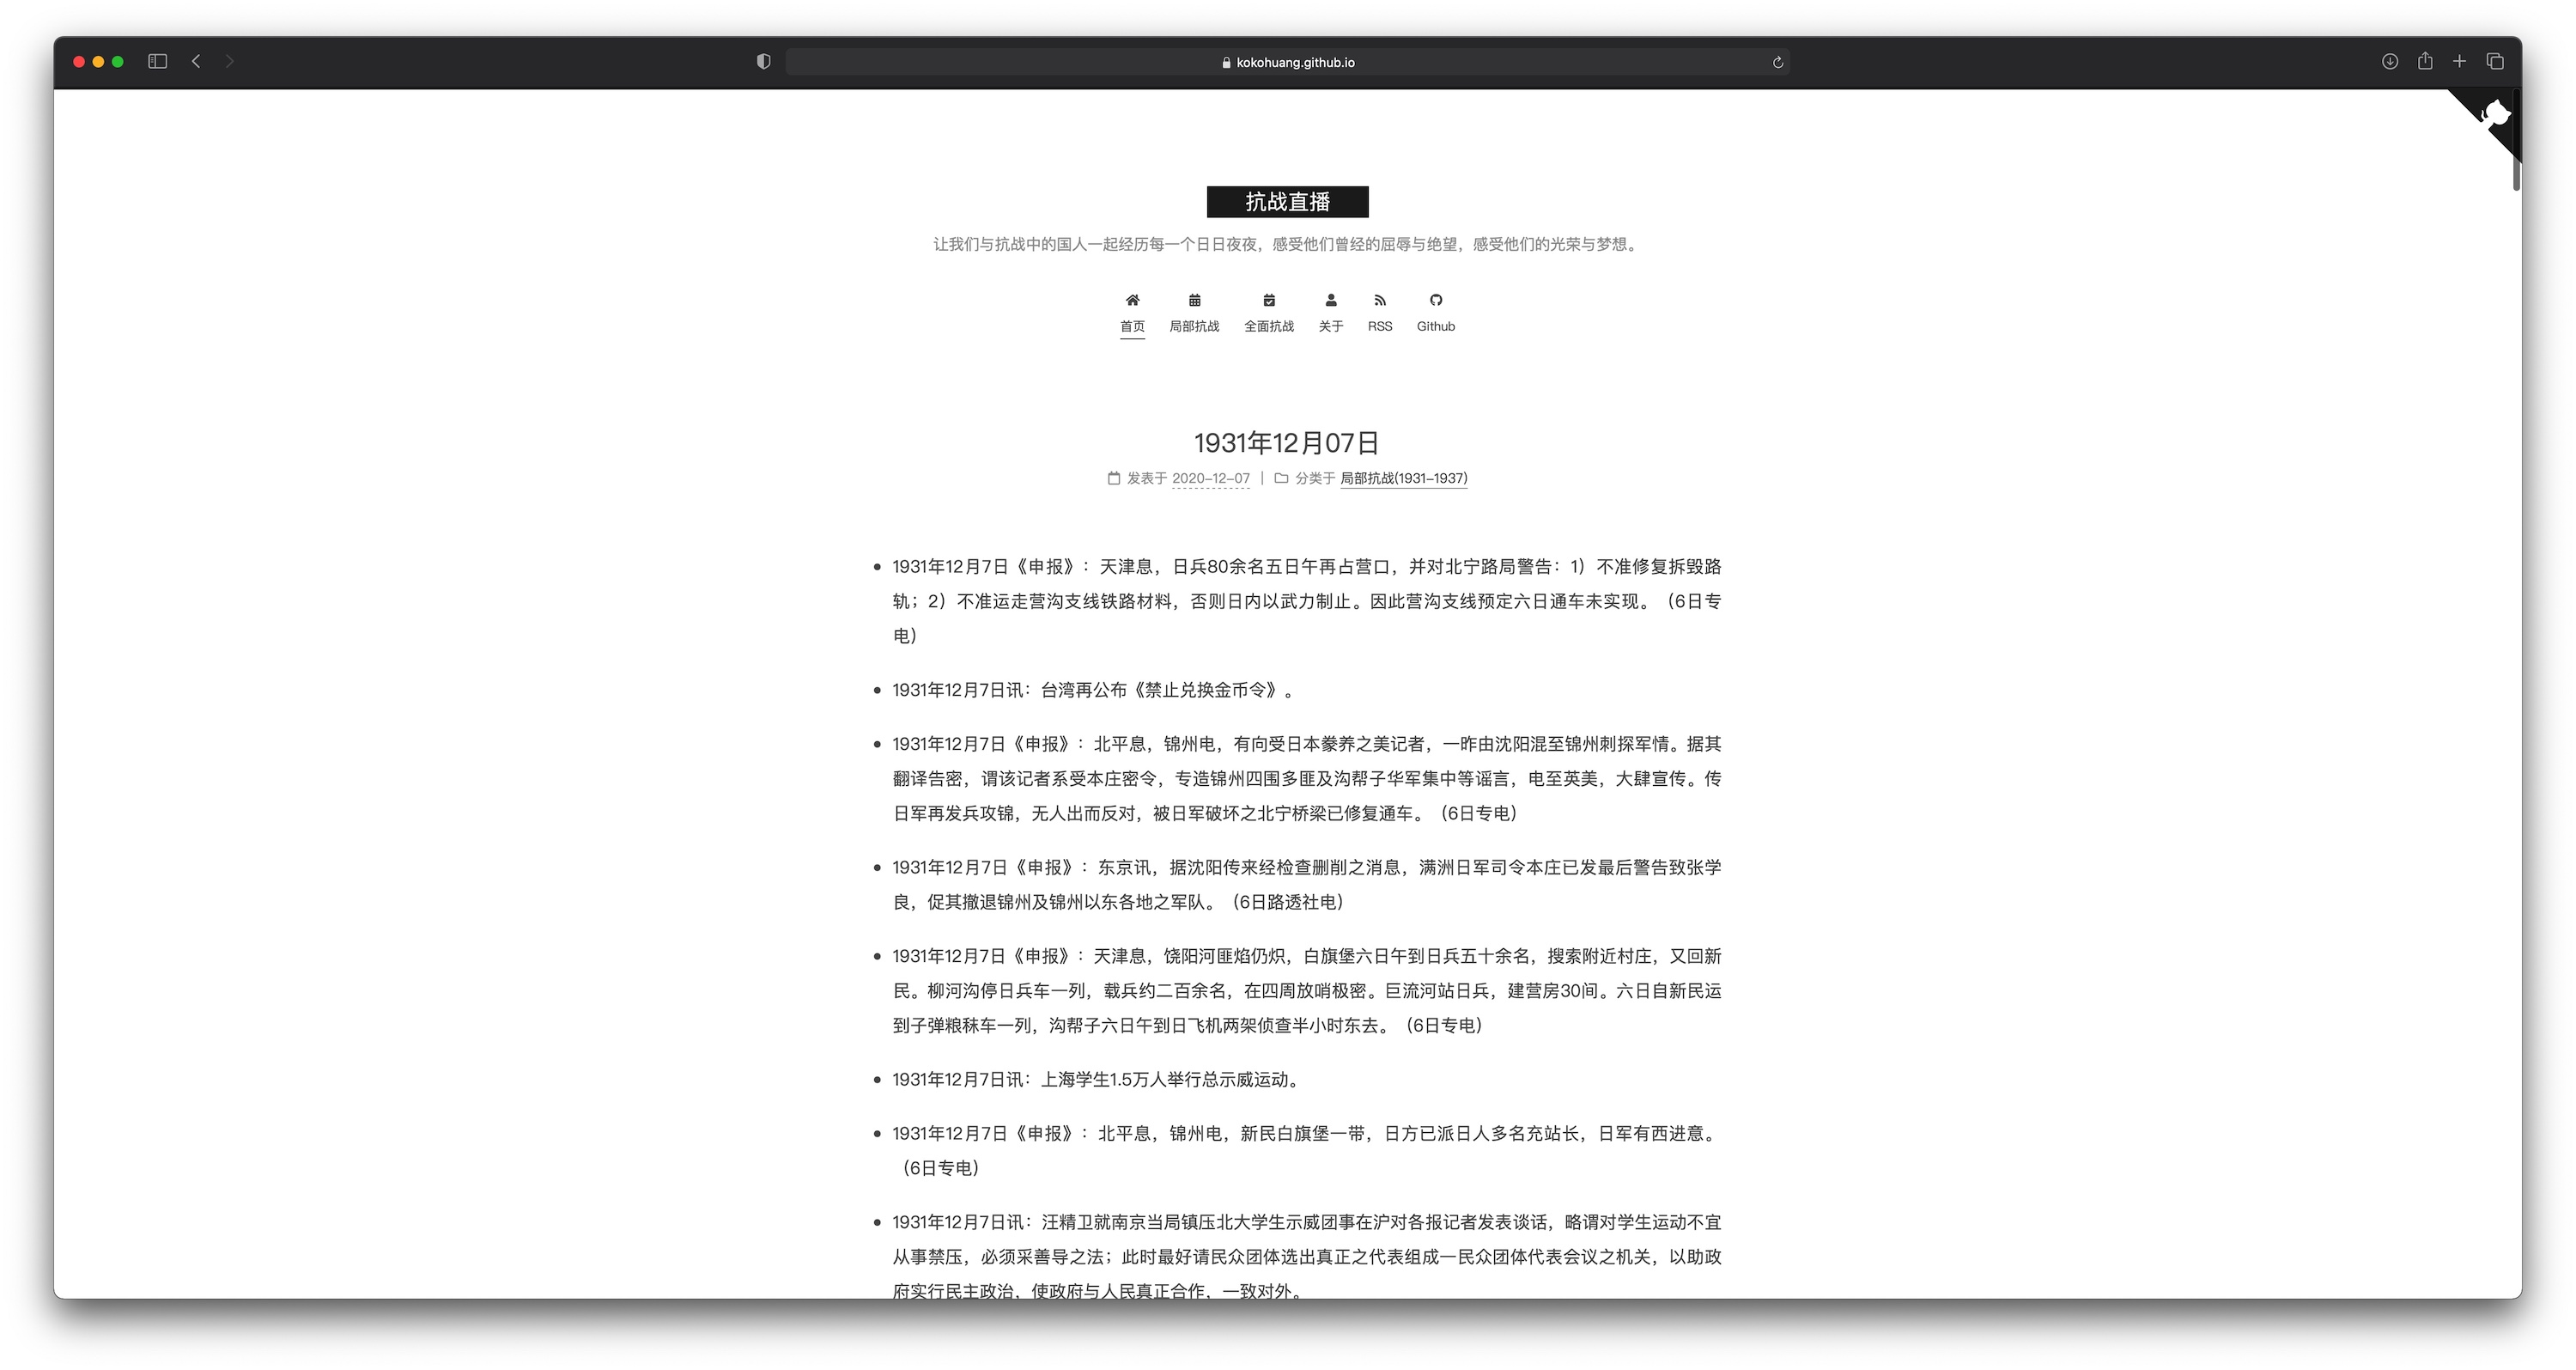 kokohuang.github.io
抗战直播
让我们与抗战中的国人一起经历每一个日日夜夜，感受他们曾经的屈辱与绝望，感受他们的光荣与梦想。
首页 局部抗战 全面抗战 关于 RSS Github
1931年12月07日
发表于 2020-12-07 | 分类于 局部抗战(1931-1937)
1931年12月7日《申报》：天津息，日兵80余名五日午再占营口，并对北宁路局警告：1）不准修复拆毁路
轨；2）不准运走营沟支线铁路材料，否则日内以武力制止。因此营沟支线预定六日通车未实现。（6日专
电）
1931年12月7日讯：台湾再公布《禁止兑换金币令》。
1931年12月7日《申报》：北平息，锦州电，有向受日本豢养之美记者，一昨由沈阳混至锦州刺探军情。据其
翻译告密，谓该记者系受本庄密令，专造锦州四围多匪及沟帮子华军集中等谣言，电至英美，大肆宣传。传
日军再发兵攻锦，无人出而反对，被日军破坏之北宁桥梁已修复通车。（6日专电）
1931年12月7日《申报》：东京讯，据沈阳传来经检查删削之消息，满洲日军司令本庄已发最后警告致张学
良，促其撤退锦州及锦州以东各地之军队。（6日路透社电）
1931年12月7日《申报》：天津息，饶阳河匪焰仍炽，白旗堡六日午到日兵五十余名，搜索附近村庄，又回新
民。柳河沟停日兵车一列，载兵约二百余名，在四周放哨极密。巨流河站日兵，建营房30间。六日自新民运
到子弹粮秣车一列，沟帮子六日午到日飞机两架侦查半小时东去。（6日专电）
1931年12月7日讯：上海学生1.5万人举行总示威运动。
1931年12月7日《申报》：北平息，锦州电，新民白旗堡一带，日方已派日人多名充站长，日军有西进意。
（6日专电）
1931年12月7日讯：汪精卫就南京当局镇压北大学生示威团事在沪对各报记者发表谈话，略谓对学生运动不宜
从事禁压，必须采善导之法；此时最好请民众团体选出真正之代表组成一民众团体代表会议之机关，以助政
府实行民主政治，使政府与人民真正合作，一致对外。